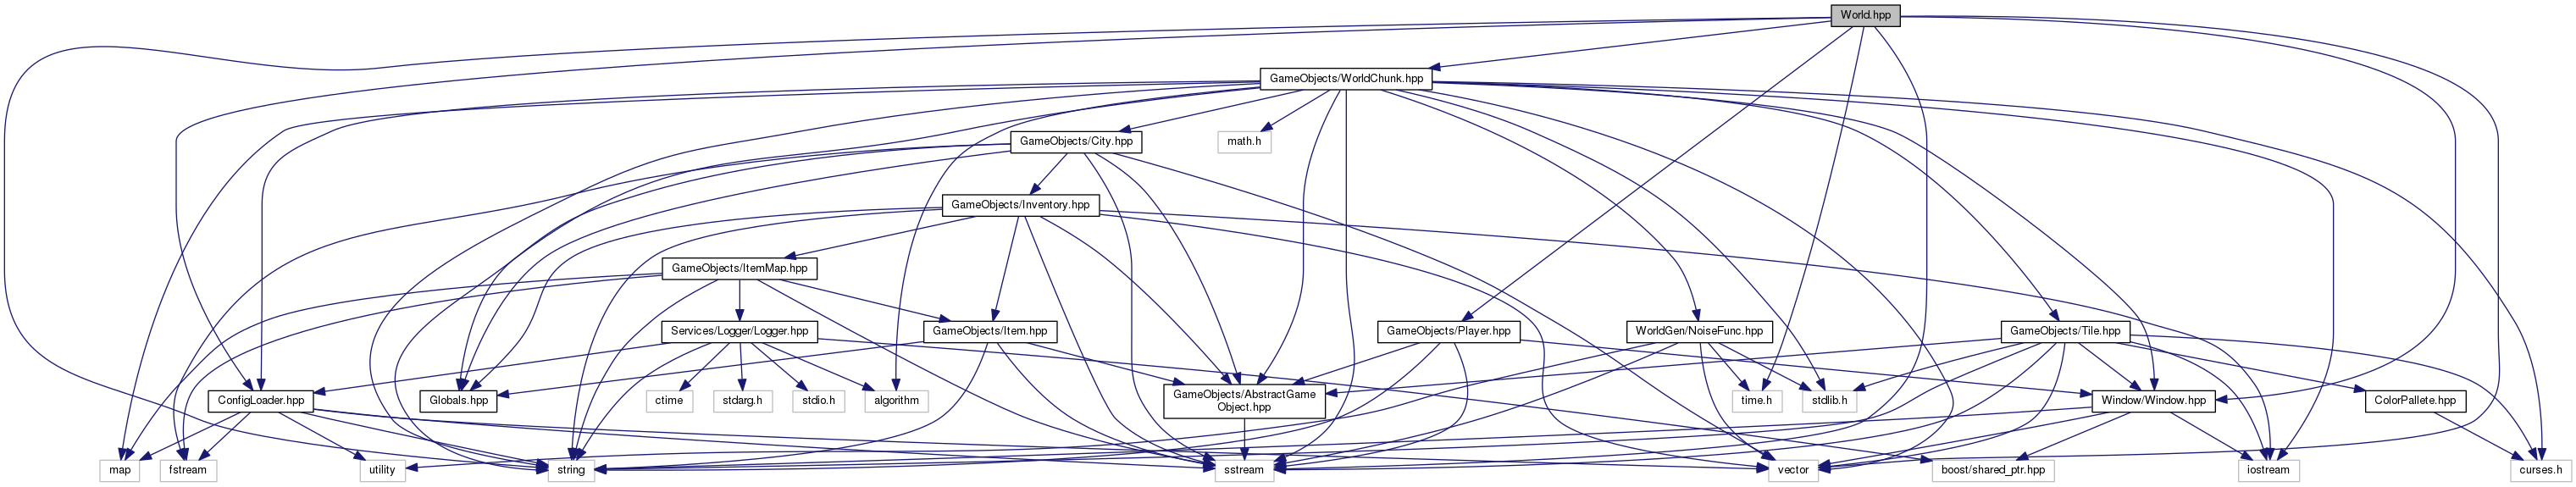 World.hpp
GameObjects/WorldChunk.hpp
GameObjects/City.hpp
math.h
GameObjects/Inventory.hpp
GameObjects/ItemMap.hpp
Services/Logger/Logger.hpp
GameObjects/Item.hpp
GameObjects/Player.hpp
WorldGen/NoiseFunc.hpp
GameObjects/Tile.hpp
ConfigLoader.hpp
Globals.hpp
ctime
stdarg.h
stdio.h
algorithm
GameObjects/AbstractGame
Object.hpp
time.h
stdlib.h
Window/Window.hpp
ColorPallete.hpp
map
fstream
utility
string
sstream
vector
boost/shared_ptr.hpp
iostream
curses.h